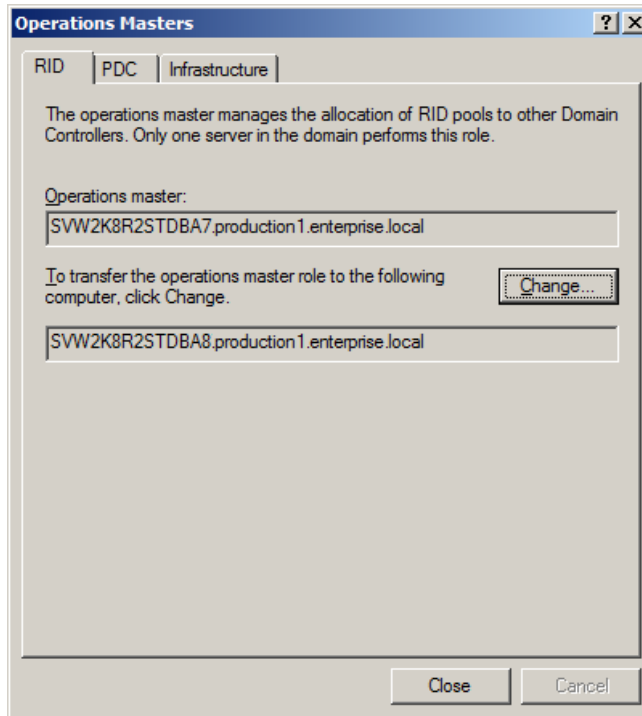 Operations Masters
RID
PDC
Infrastructure
The operations master manages the allocation of RID pools to other Domain
Controllers. Only one server in the domain performs this role.
Operations master:
SVW2K8R2STDBA7.production1.enterprise.local
To transfer the operations master role to the following
computer, click Change.
Change...
SVW2K8R2STDBA8.production1.enterprise.local
Close
Cancel